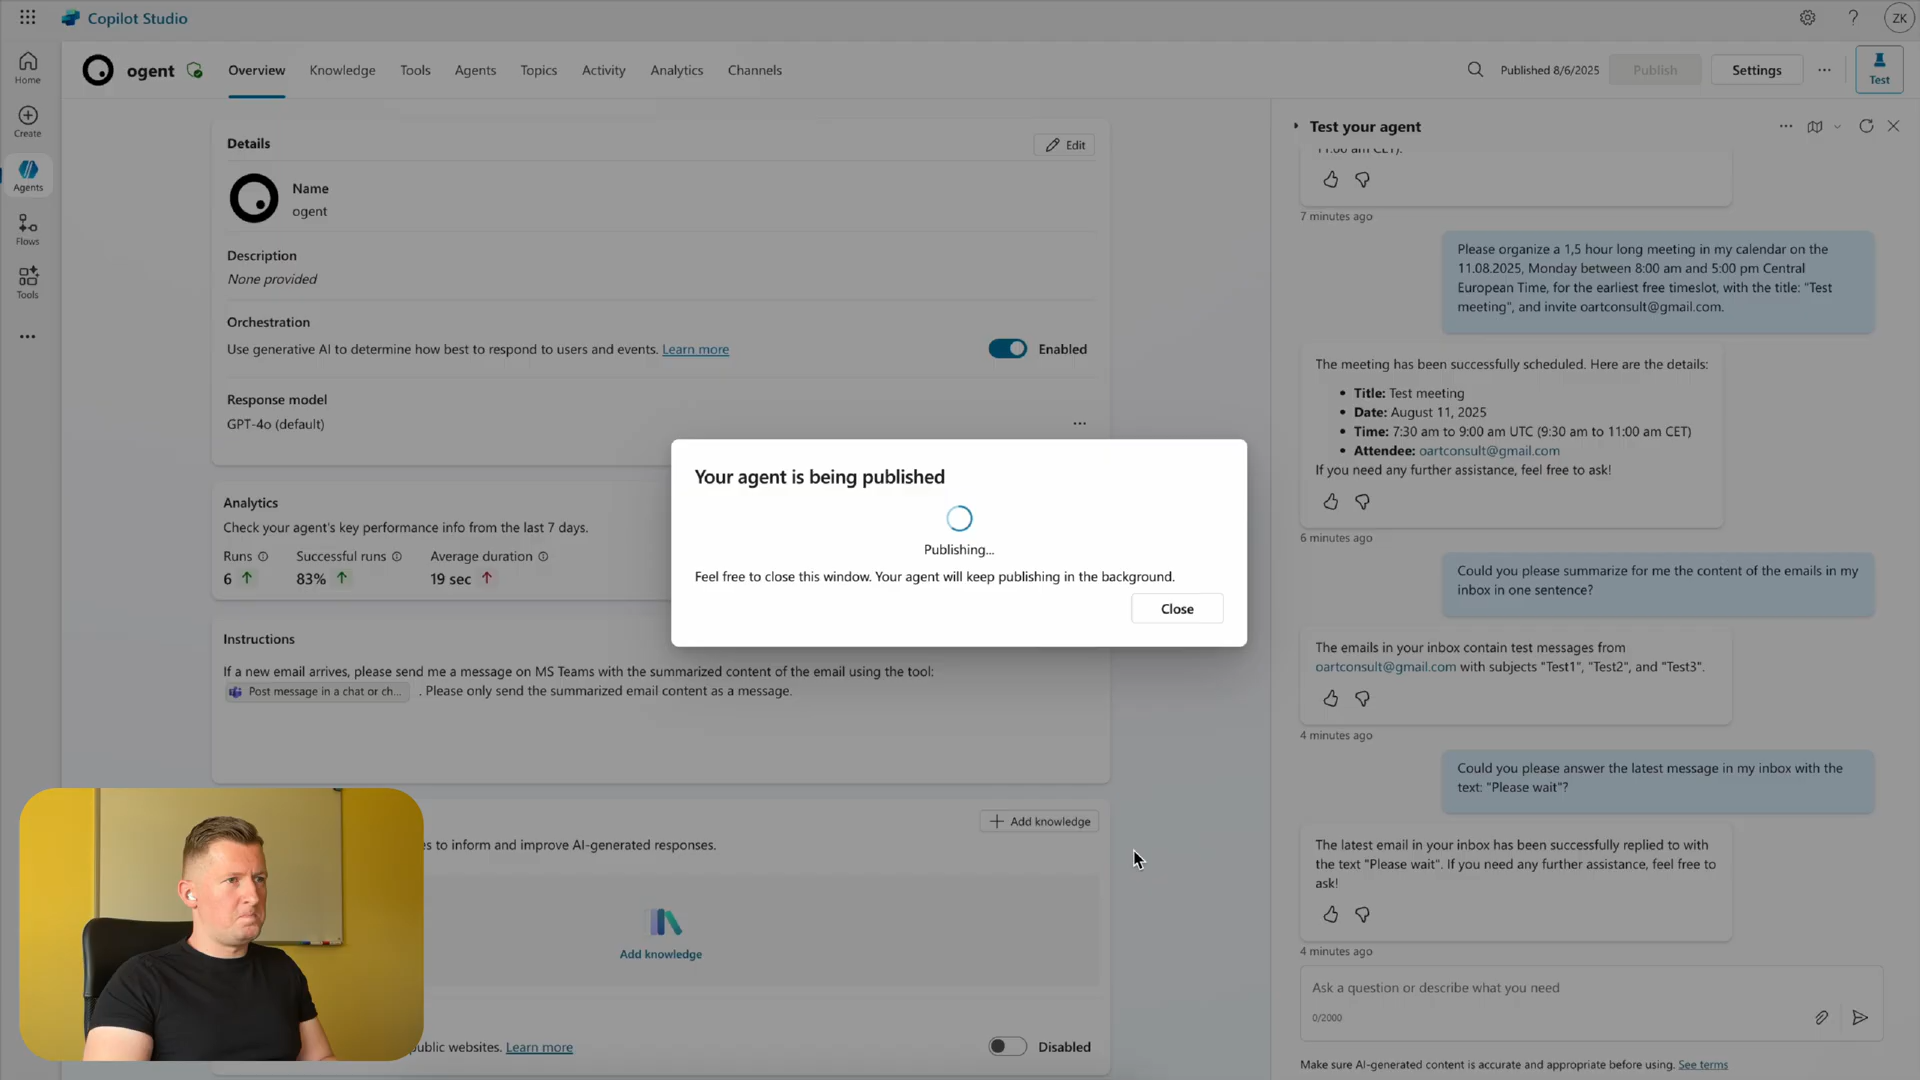 Copilot Studio
ZK
Home
Create
Agents
Flows
Tools
ogent
Overview
Knowledge
Tools
Agents
Topics
Activity
Analytics
Channels
Published 8/6/2025
Publish
Settings
Test
Details
Edit
Name
ogent
Description
None provided
Orchestration
Use generative AI to determine how best to respond to users and events. Learn more
Enabled
Response model
GPT-4o (default)
Analytics
Check your agent's key performance info from the last 7 days.
Runs
Successful runs
Average duration
6
83%
19 sec
Instructions
If a new email arrives, please send me a message on MS Teams with the summarized content of the email using the tool:
Post message in a chat or ch... . Please only send the summarized email content as a message.
Add knowledge
es to inform and improve AI-generated responses.
Add knowledge
public websites. Learn more
Disabled
Your agent is being published
Publishing...
Feel free to close this window. Your agent will keep publishing in the background.
Close
Test your agent
11:00 am CET).
7 minutes ago
Please organize a 1,5 hour long meeting in my calendar on the
11.08.2025, Monday between 8:00 am and 5:00 pm Central
European Time, for the earliest free timeslot, with the title: "Test
meeting", and invite oartconsult@gmail.com.
The meeting has been successfully scheduled. Here are the details:
• Title: Test meeting
• Date: August 11, 2025
• Time: 7:30 am to 9:00 am UTC (9:30 am to 11:00 am CET)
• Attendee: oartconsult@gmail.com
If you need any further assistance, feel free to ask!
6 minutes ago
Could you please summarize for me the content of the emails in my
inbox in one sentence?
The emails in your inbox contain test messages from
oartconsult@gmail.com with subjects "Test1", "Test2", and "Test3".
4 minutes ago
Could you please answer the latest message in my inbox with the
text: "Please wait"?
The latest email in your inbox has been successfully replied to with
the text "Please wait". If you need any further assistance, feel free to
ask!
4 minutes ago
Ask a question or describe what you need
0/2000
Make sure AI-generated content is accurate and appropriate before using. See terms